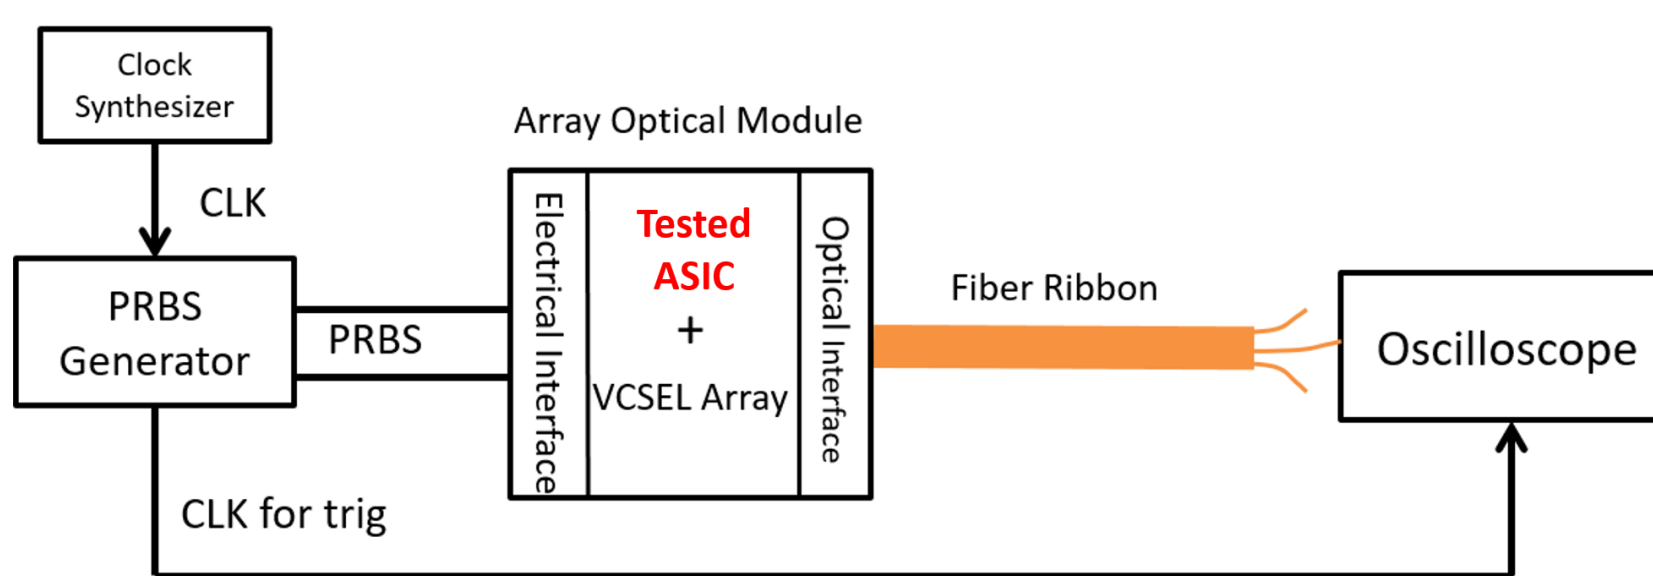 Clock
Synthesizer
CLK
PRBS
Generator
PRBS
CLK for trig
Array Optical Module
Electrical Interface
Tested
ASIC
+
VCSEL Array
Optical Interface
Fiber Ribbon
Oscilloscope